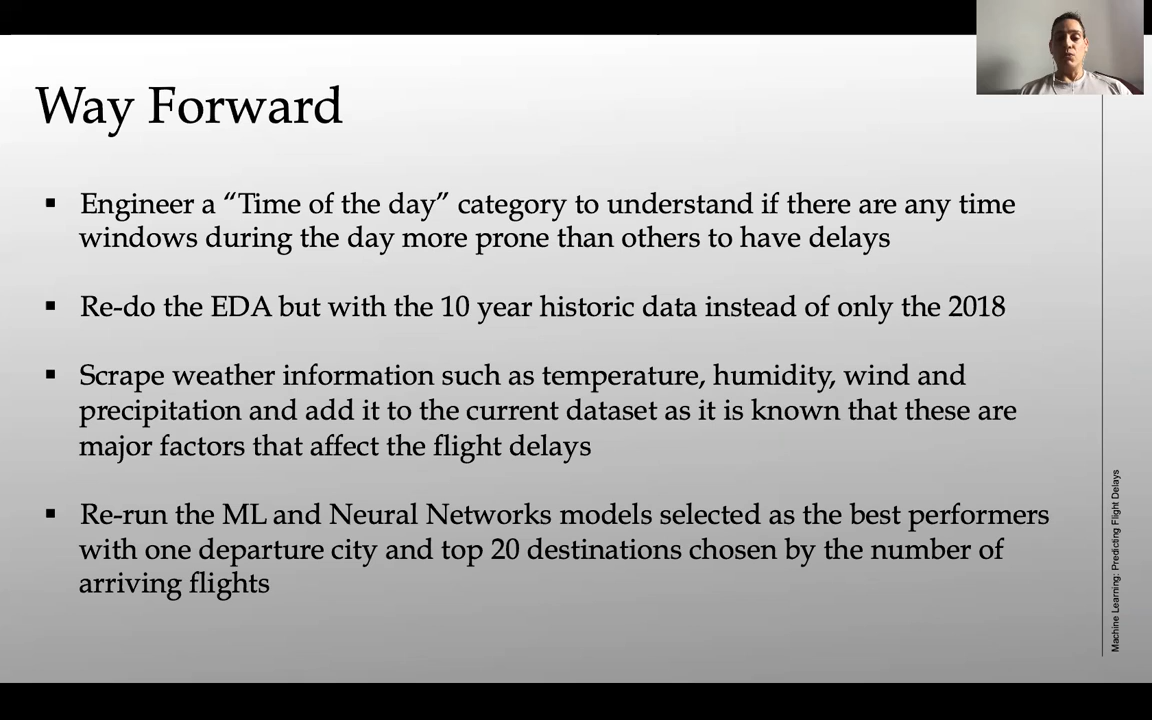 Way Forward
▪ Engineer a “Time of the day” category to understand if there are any time
windows during the day more prone than others to have delays
▪ Re-do the EDA but with the 10 year historic data instead of only the 2018
▪ Scrape weather information such as temperature, humidity, wind and
precipitation and add it to the current dataset as it is known that these are
major factors that affect the flight delays
▪ Re-run the ML and Neural Networks models selected as the best performers
with one departure city and top 20 destinations chosen by the number of
arriving flights
Machine Learning: Predicting Flight Delays